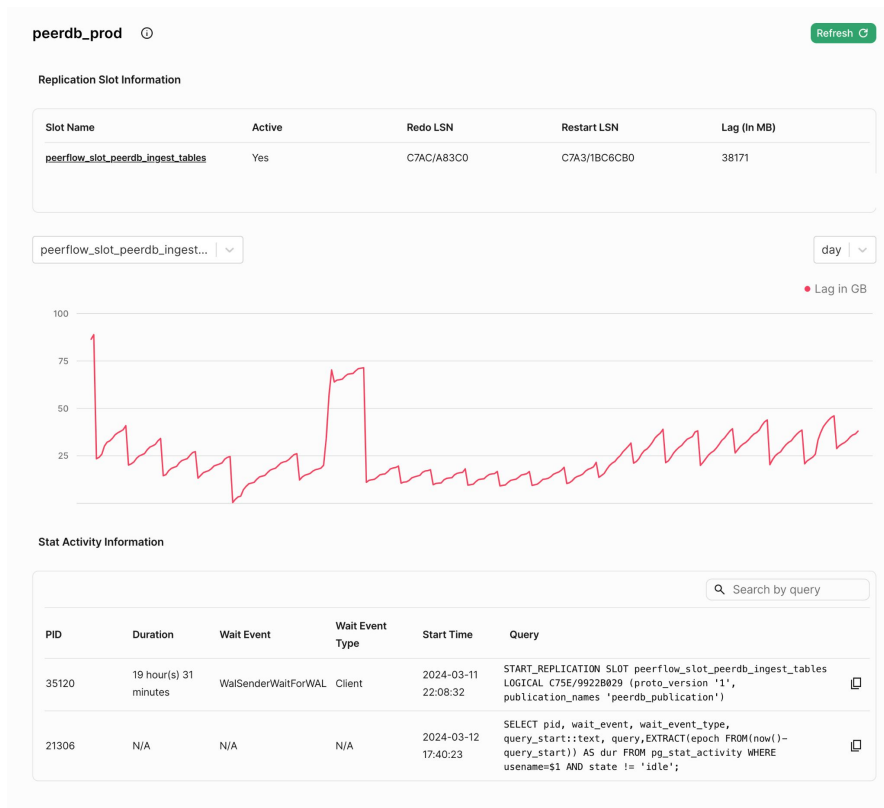 peerdb_prod
Refresh
Replication Slot Information
Slot Name Active Redo LSN Restart LSN Lag (In MB)
peerflow_slot_peerdb_ingest_tables Yes C7AC/A83C0 C7A3/1BC6CB0 38171
peerflow_slot_peerdb_ingest...
day
Lag in GB
100
75
50
25
Stat Activity Information
Search by query
PID Duration Wait Event Wait Event Type Start Time Query
35120
19 hour(s) 31
minutes
WalSenderWaitForWAL
Client
2024-03-11
22:08:32
START_REPLICATION SLOT peerflow_slot_peerdb_ingest_tables
LOGICAL C75E/9922B029 (proto_version '1',
publication_names 'peerdb_publication')
21306
N/A
N/A
N/A
2024-03-12
17:40:23
SELECT pid, wait_event, wait_event_type,
query_start::text, query,EXTRACT(epoch FROM(now()-
query_start)) AS dur FROM pg_stat_activity WHERE
usename=$1 AND state != 'idle';